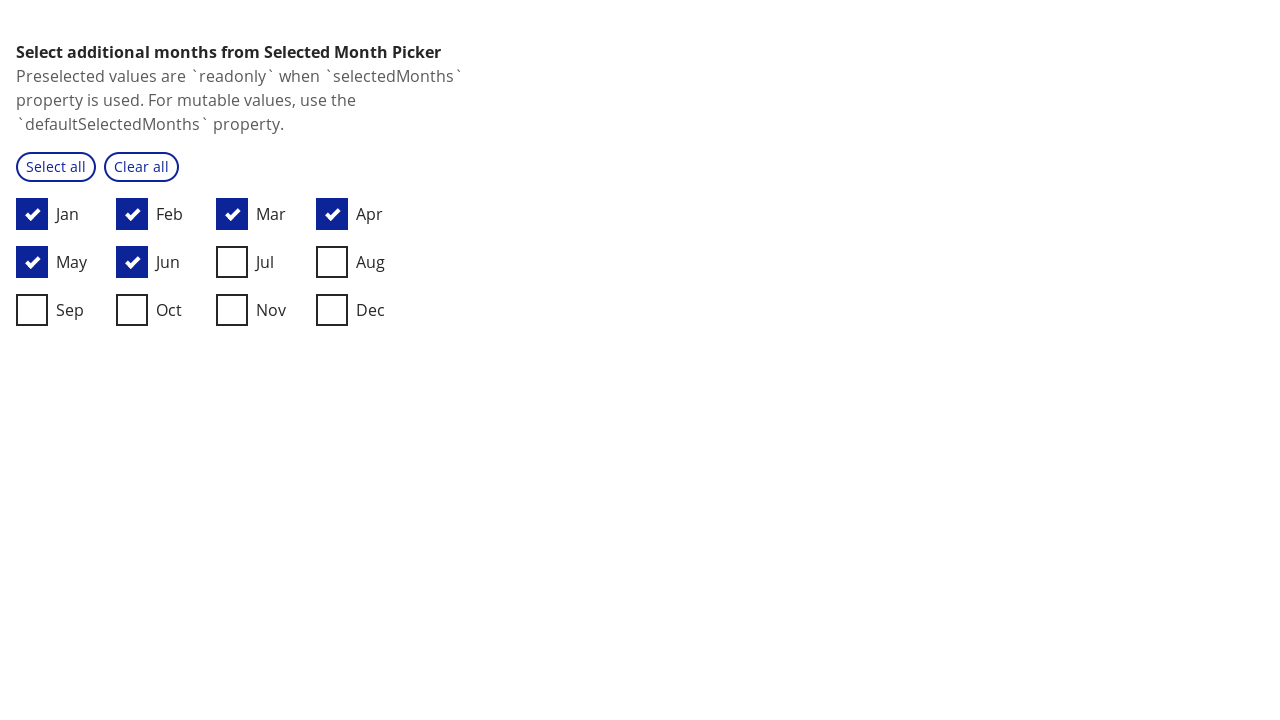 Select additional months from Selected Month Picker
Preselected values are `readonly` when `selectedMonths`
property is used. For mutable values, use the
`defaultSelectedMonths` property.
Select all Clear all
Jan Feb Mar Apr
May Jun Jul Aug
Sep Oct Nov Dec